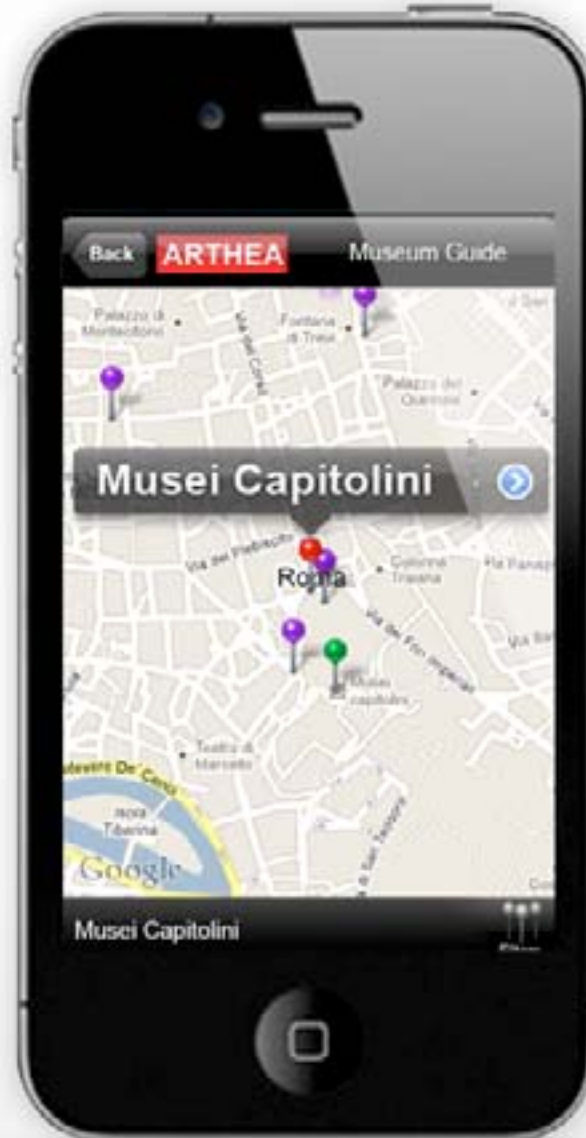 Back ARTHEA Museum Guide
Palazzo di
Montecitorio
Via del Corso
Fontana
di Trevi
Palazzo del
Quirinale
Musei Capitolini
Via del Plebiscito
Roma
Colonna
Traiana
Via dei Fori Imperiali
Musei
capitolini
Teatro di
Marcello
Isola
Tiberina
Google
Musei Capitolini